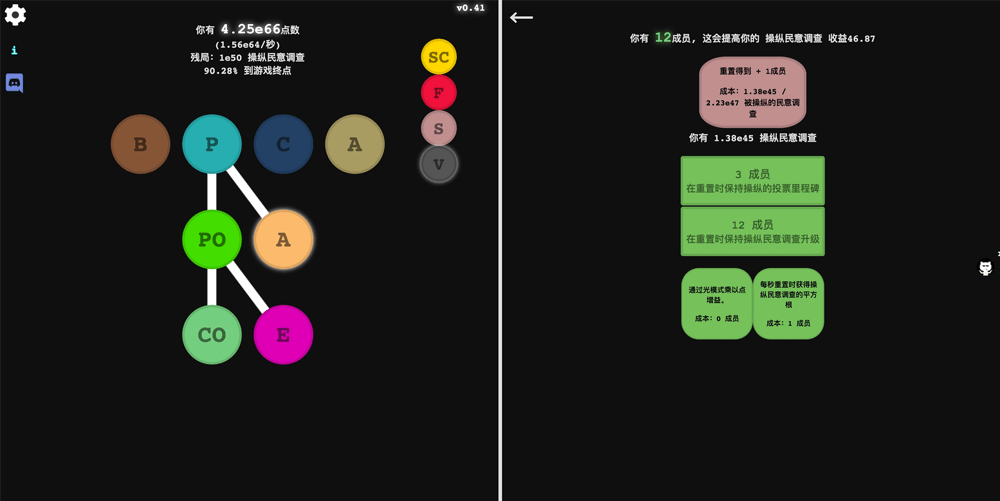 v0.41
你有 4.25e66点数
(1.56e64/秒)
残局: 1e50 操纵民意调查
90.28% 到游戏终点
i
SC
F
S
V
B
P
C
A
PO
A
CO
E
你有 12成员, 这会提高你的 操纵民意调查 收益46.87
重置得到 + 1成员
成本: 1.38e45 /
2.23e47 被操纵的民意调
查
你有 1.38e45 操纵民意调查
3 成员
在重置时保持操纵的投票里程碑
12 成员
在重置时保持操纵民意调查升级
通过光模式乘以点
增益。
成本: 0 成员
每秒重置时获得操
纵民意调查的平方
根
成本: 1 成员